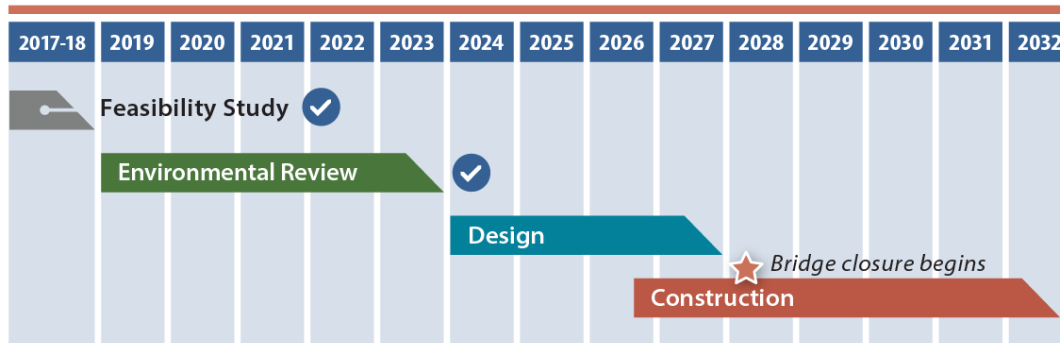 2017-18 2019 2020 2021 2022 2023 2024 2025 2026 2027 2028 2029 2030 2031 2032
Feasibility Study
Environmental Review
Design
Bridge closure begins
Construction